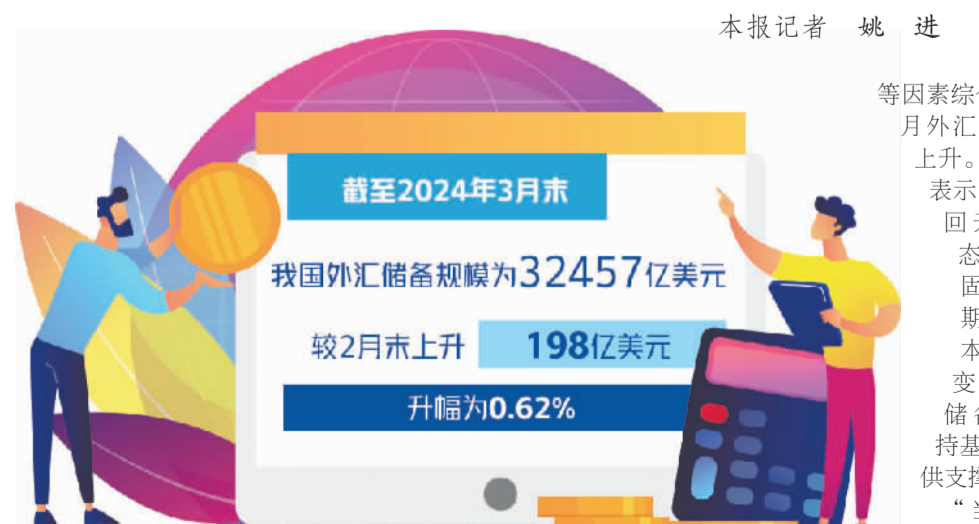 本报记者 姚 进
截至2024年3月末
我国外汇储备规模为32457亿美元
较2月末上升 198亿美元
升幅为0.62%
等因素综
月外汇
上升。
表示
回
态
固
期
本
变
储备
持基
供支撑
“